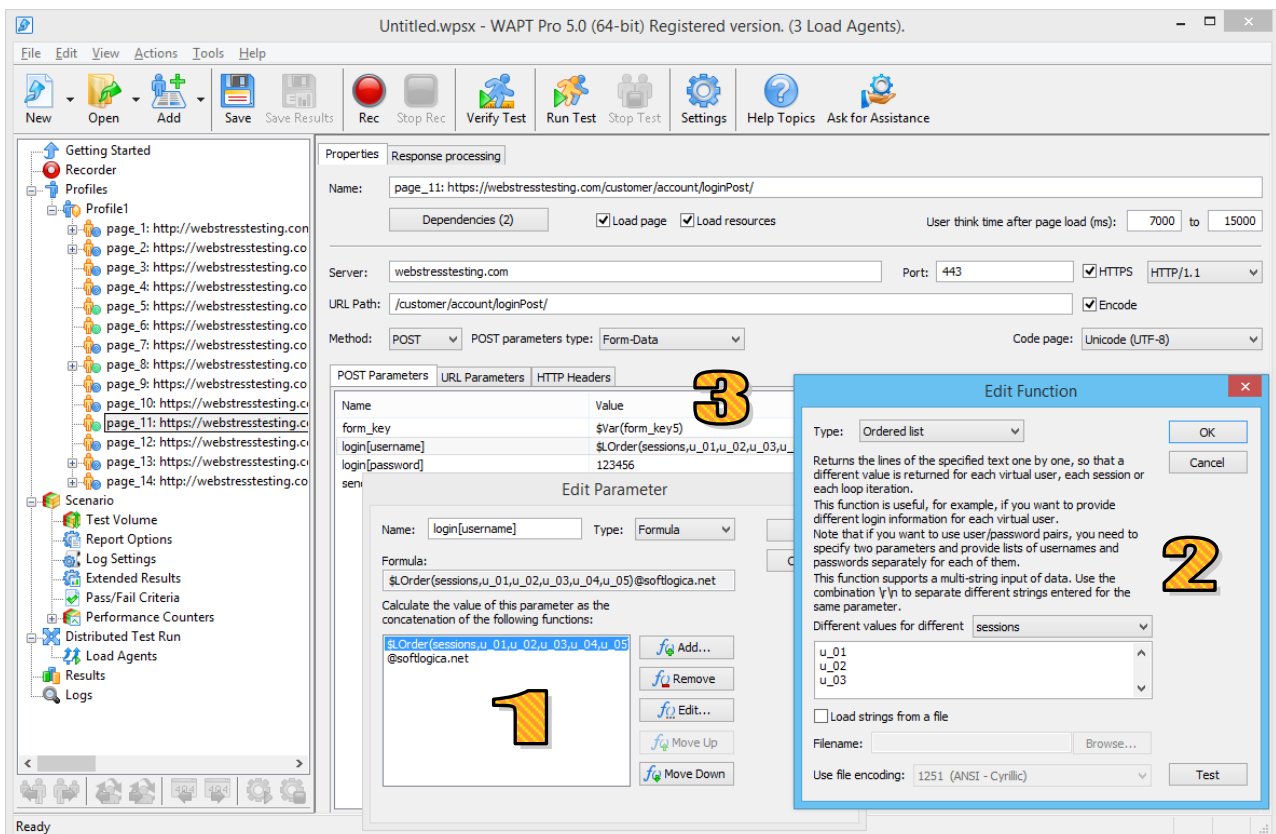 Untitled.wpsx - WAPT Pro 5.0 (64-bit) Registered version. (3 Load Agents).
File Edit View Actions Tools Help
New Open Add Save Save Results Rec Stop Rec Verify Test Run Test Stop Test Settings Help Topics Ask for Assistance
Getting Started
Recorder
Profiles
Profile1
page_1: http://webstresstesting.con
page_2: https://webstresstesting.co
page_3: https://webstresstesting.co
page_4: https://webstresstesting.co
page_5: https://webstresstesting.co
page_6: https://webstresstesting.co
page_7: https://webstresstesting.co
page_8: https://webstresstesting.co
page_9: https://webstresstesting.co
page_10: https://webstresstesting.c
page_11: https://webstresstesting.c
page_12: https://webstresstesting.c
page_13: https://webstresstesting.c
page_14: http://webstresstesting.co
Scenario
Test Volume
Report Options
Log Settings
Extended Results
Pass/Fail Criteria
Performance Counters
Distributed Test Run
Load Agents
Results
Logs
Ready
Properties Response processing
Name: page_11: https://webstresstesting.com/customer/account/loginPost/
Dependencies (2) Load page Load resources User think time after page load (ms): 7000 to 15000
Server: webstresstesting.com Port: 443 HTTPS HTTP/1.1
URL Path: /customer/account/loginPost/ Encode
Method: POST POST parameters type: Form-Data Code page: Unicode (UTF-8)
POST Parameters URL Parameters HTTP Headers
Name Value
form_key $Var(form_key5)
login[username] $LOrder(sessions,u_01,u_02,u_03,u_
login[password] 123456
sen
3
Edit Parameter
Name: login[username] Type: Formula
C
Formula:
$LOrder(sessions,u_01,u_02,u_03,u_04,u_05)@softlogica.net
Calculate the value of this parameter as the
concatenation of the following functions:
$LOrder(sessions,u_01,u_02,u_03,u_04,u_05
@softlogica.net
Add...
Remove
Edit...
Move Up
Move Down
1
Edit Function
Type: Ordered list OK
Cancel
Returns the lines of the specified text one by one, so that a
different value is returned for each virtual user, each session or
each loop iteration.
This function is useful, for example, if you want to provide
different login information for each virtual user.
Note that if you want to use user/password pairs, you need to
specify two parameters and provide lists of usernames and
passwords separately for each of them.
This function supports a multi-string input of data. Use the
combination \r\n to separate different strings entered for the
same parameter.
Different values for different sessions
u_01
u_02
u_03
Load strings from a file
Filename: Browse...
Use file encoding: 1251 (ANSI - Cyrillic) Test
2